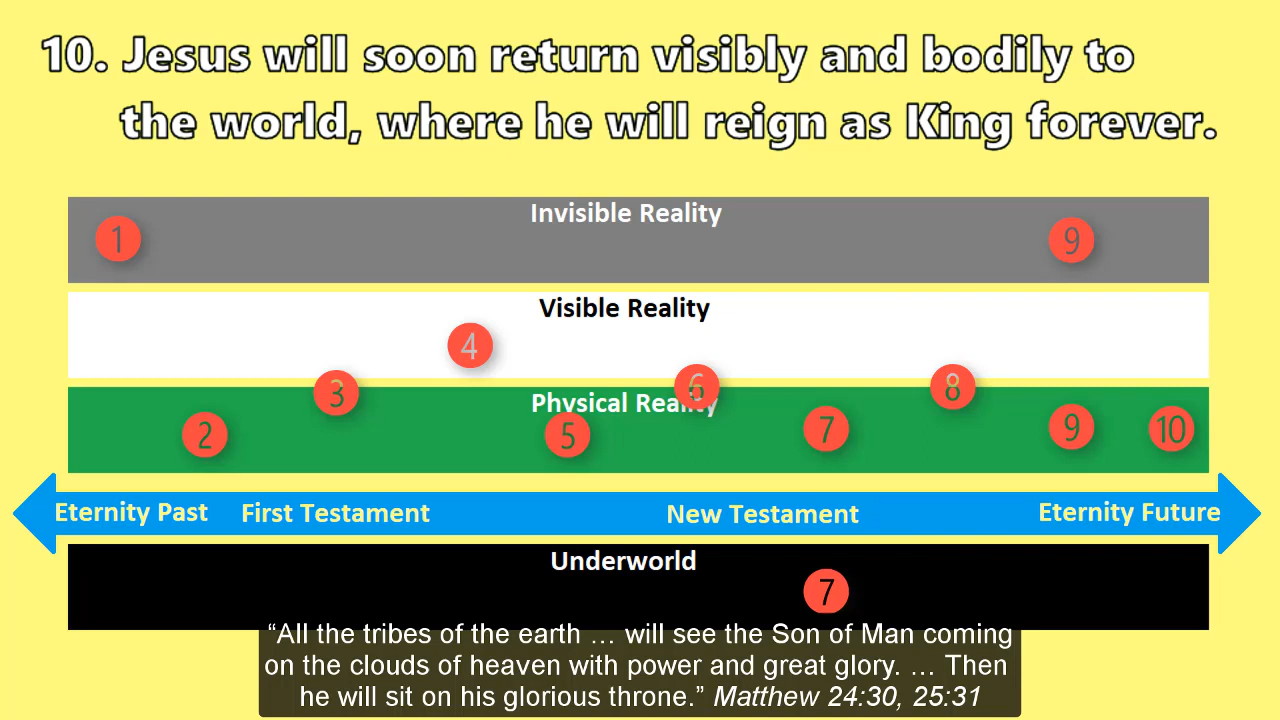 10. Jesus will soon return visibly and bodily to
the world, where he will reign as King forever.
Invisible Reality
1
9
Visible Reality
4
3
6
8
Physical Reality
2
5
7
9
10
Eternity Past
First Testament
New Testament
Eternity Future
Underworld
7
“All the tribes of the earth … will see the Son of Man coming
on the clouds of heaven with power and great glory. … Then
he will sit on his glorious throne.” Matthew 24:30, 25:31